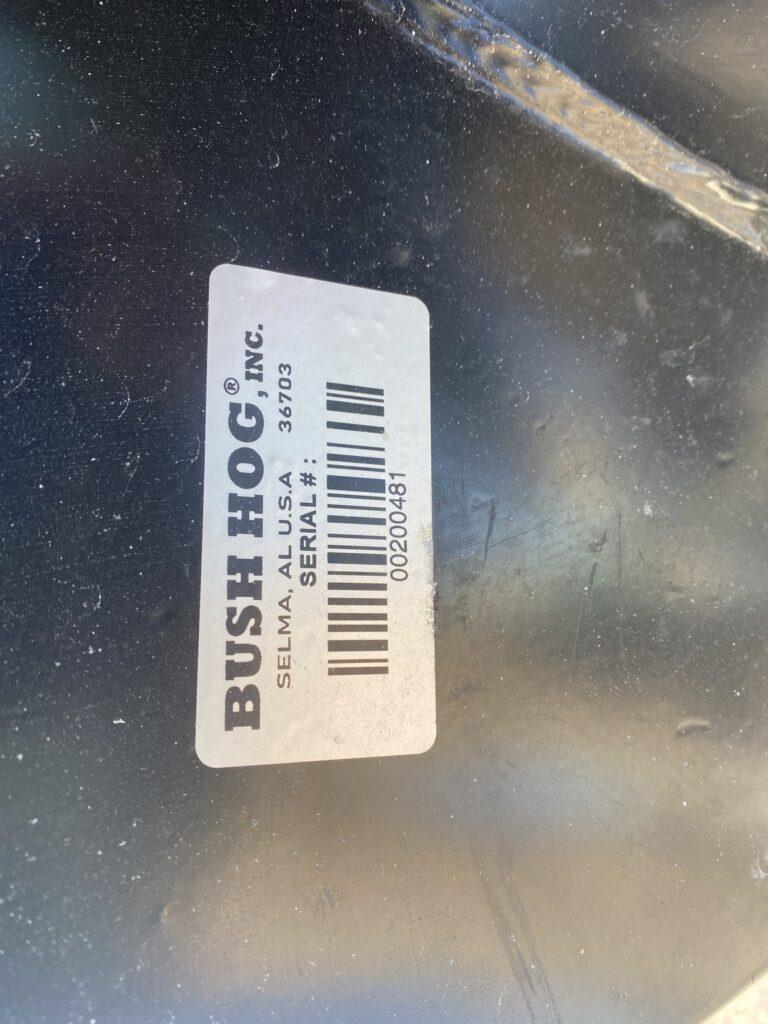 BUSH HOG®, INC.
SELMA, AL U.S.A 36703
SERIAL # :
00200481